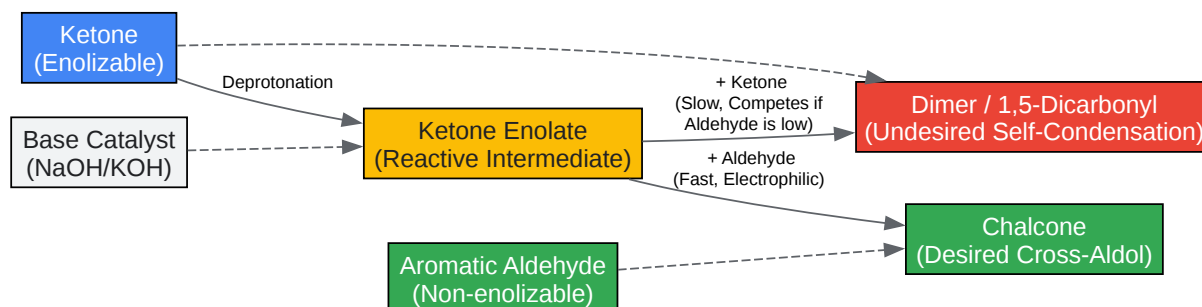 Ketone
(Enolizable)
Deprotonation
Base Catalyst
(NaOH/KOH)
Ketone Enolate
(Reactive Intermediate)
+ Ketone
(Slow, Competes if
Aldehyde is low)
Dimer / 1,5-Dicarbonyl
(Undesired Self-Condensation)
+ Aldehyde
(Fast, Electrophilic)
Aromatic Aldehyde
(Non-enolizable)
Chalcone
(Desired Cross-Aldol)